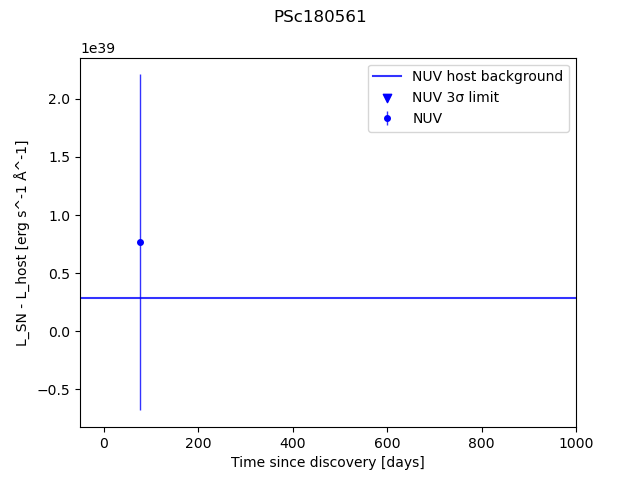 PSc180561
1e39
NUV host background
NUV 3σ limit
NUV
2.0
1.5
1.0
0.5
0.0
−0.5
L_SN - L_host [erg s^-1 Å^-1]
0 200 400 600 800 1000
Time since discovery [days]